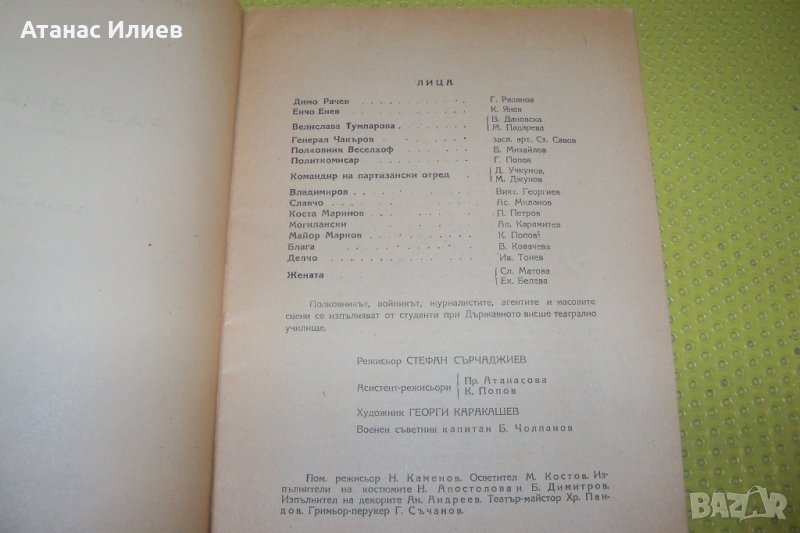 Атанас Илиев
ЛИЦА
Димо Рачев . . . . . . . . . . Г. Раданов
Енчо Енев . . . . . . . . . . К. Янев
Велислава Тумпарова . . . . . . . В. Дановска
М. Падарева
Генерал Чакъров . . . . . . . . засл. арт. Ст. Савов
Полковник Веселхоф . . . . . . . Б. Михайлов
Политкомисар . . . . . . . . . Г. Попов
Командир на партизански отред . Д. Учкунов,
М. Джунов
Владимиров . . . . . . . . . . Викт. Георгиев
Славчо . . . . . . . . . . Ас. Миланов
Коста Маринов . . . . . . . . П. Петров
Могилански . . . . . . . . . Ап. Карамитев
Майор Марков . . . . . . . . К. Попов
Блага . . . . . . . . . . В. Ковачева
Делчо . . . . . . . . . . Ив. Тонев
Жената . . . . . . . . . . Сл. Матова
Ек. Белева
Полковникът, войникът, журналистите, агентите и масовите
сцени се изпълняват от студенти при Държавното висше театрално
училище.
Режисьор СТЕФАН СЪРЧАДЖИЕВ
Асистент-режисьори Пр. Атанасова
К. Попов
Художник ГЕОРГИ КАРАКАШЕВ
Военен съветник капитан Б. Чолпанов
Пом. режисьор Н. Каменов. Осветител М. Костов. Из-
пълнители на костюмите Н. Апостолова и Б. Димитров.
Изпълнител на декорите Ан. Андреев. Театър-майстор Хр. Пан-
дов. Гримьор-перукер Г. Съчанов.
BAZAR